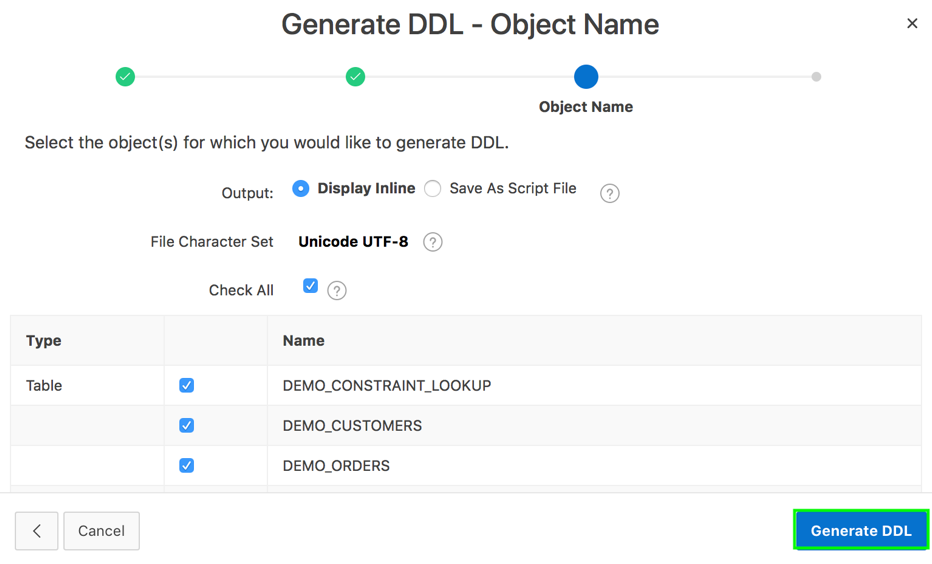 Generate DDL - Object Name
Object Name
Select the object(s) for which you would like to generate DDL.
Output: Display Inline Save As Script File ?
File Character Set Unicode UTF-8 ?
Check All ?
Type Name
Table DEMO_CONSTRAINT_LOOKUP
DEMO_CUSTOMERS
DEMO_ORDERS
Cancel Generate DDL